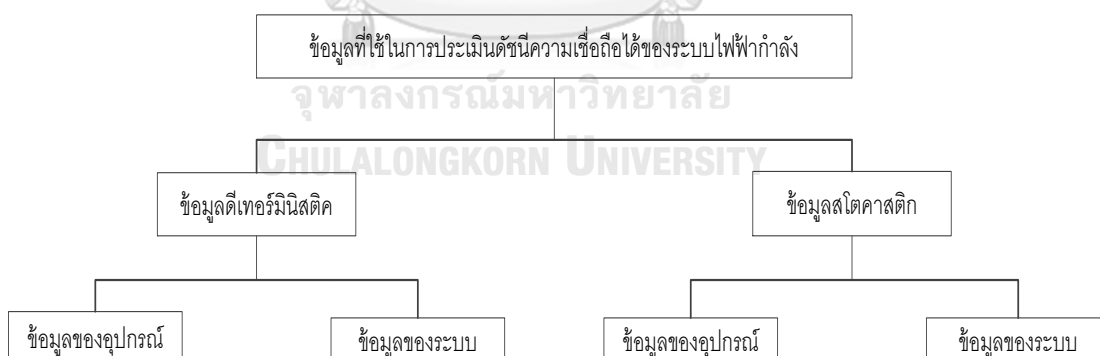 ข้อมูลที่ใช้ในการประเมินดัชนีความเชื่อถือได้ของระบบไฟฟ้ากำลัง
จุฬาลงกรณ์มหาวิทยาลัย
CHULALONGKORN UNIVERSITY
ข้อมูลดีเทอร์มินิสติค
ข้อมูลสโตคาสติก
ข้อมูลของอุปกรณ์
ข้อมูลของระบบ
ข้อมูลของอุปกรณ์
ข้อมูลของระบบ